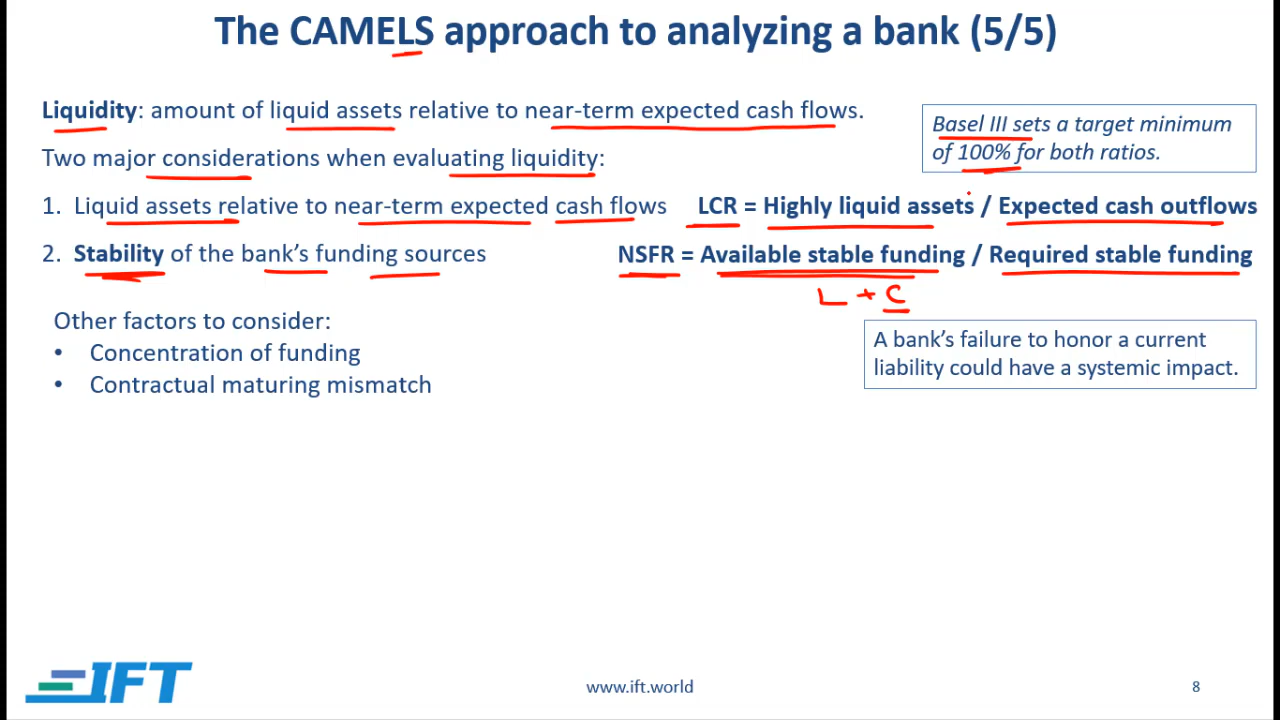 The CAMELS approach to analyzing a bank (5/5)
Liquidity: amount of liquid assets relative to near-term expected cash flows.
Basel III sets a target minimum
of 100% for both ratios.
Two major considerations when evaluating liquidity:
1. Liquid assets relative to near-term expected cash flows
LCR = Highly liquid assets / Expected cash outflows
2. Stability of the bank's funding sources
NSFR = Available stable funding / Required stable funding
L + C
Other factors to consider:
• Concentration of funding
• Contractual maturing mismatch
A bank's failure to honor a current
liability could have a systemic impact.
IFT
www.ift.world
8